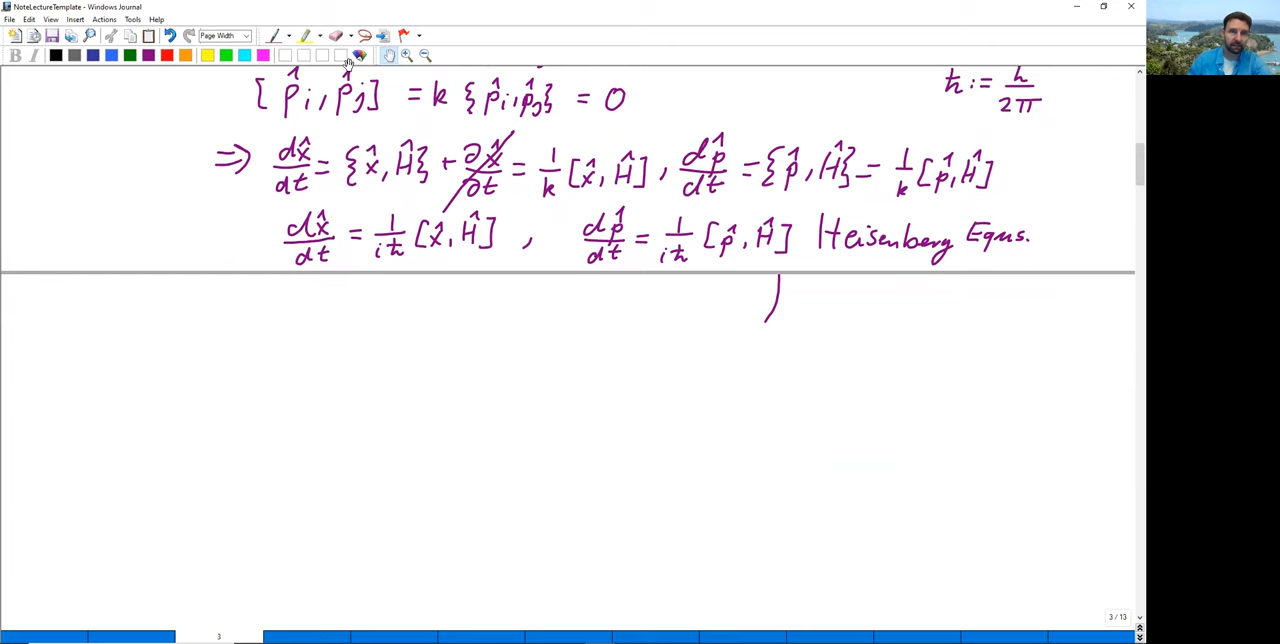 NoteLectureTemplate - Windows Journal
File Edit View Insert Actions Tools Help
Page Width
B I
[p̂i, p̂j] = k {p̂i, p̂j} = 0
ħ := h/2π
⇒ dx̂/dt = {x̂, Ĥ} + ∂x̂/∂t = 1/k [x̂, Ĥ], dp̂/dt = {p̂, Ĥ} = 1/k [p̂, Ĥ]
dx̂/dt = 1/iħ [x̂, Ĥ] , dp̂/dt = 1/iħ [p̂, Ĥ] Heisenberg Eqns.
3 / 13
3